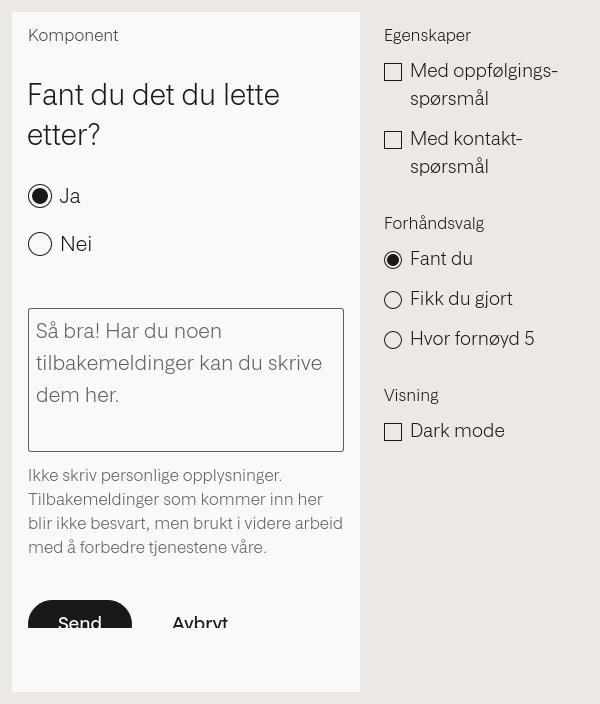 Komponent
Fant du det du lette
etter?
Ja
Nei
Så bra! Har du noen
tilbakemeldinger kan du skrive
dem her.
Ikke skriv personlige opplysninger.
Tilbakemeldinger som kommer inn her
blir ikke besvart, men brukt i videre arbeid
med å forbedre tjenestene våre.
Send
Avbryt
Egenskaper
Med oppfølgings-
spørsmål
Med kontakt-
spørsmål
Forhåndsvalg
Fant du
Fikk du gjort
Hvor fornøyd 5
Visning
Dark mode